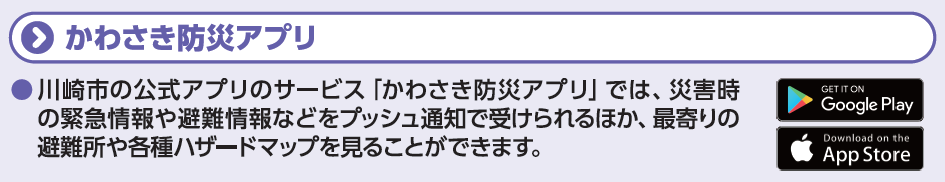 かわさき防災アプリ
●川崎市の公式アプリのサービス「かわさき防災アプリ」では、災害時
の緊急情報や避難情報などをプッシュ通知で受けられるほか、最寄りの
避難所や各種ハザードマップを見ることができます。
GET IT ON
Google Play
Download on the
App Store